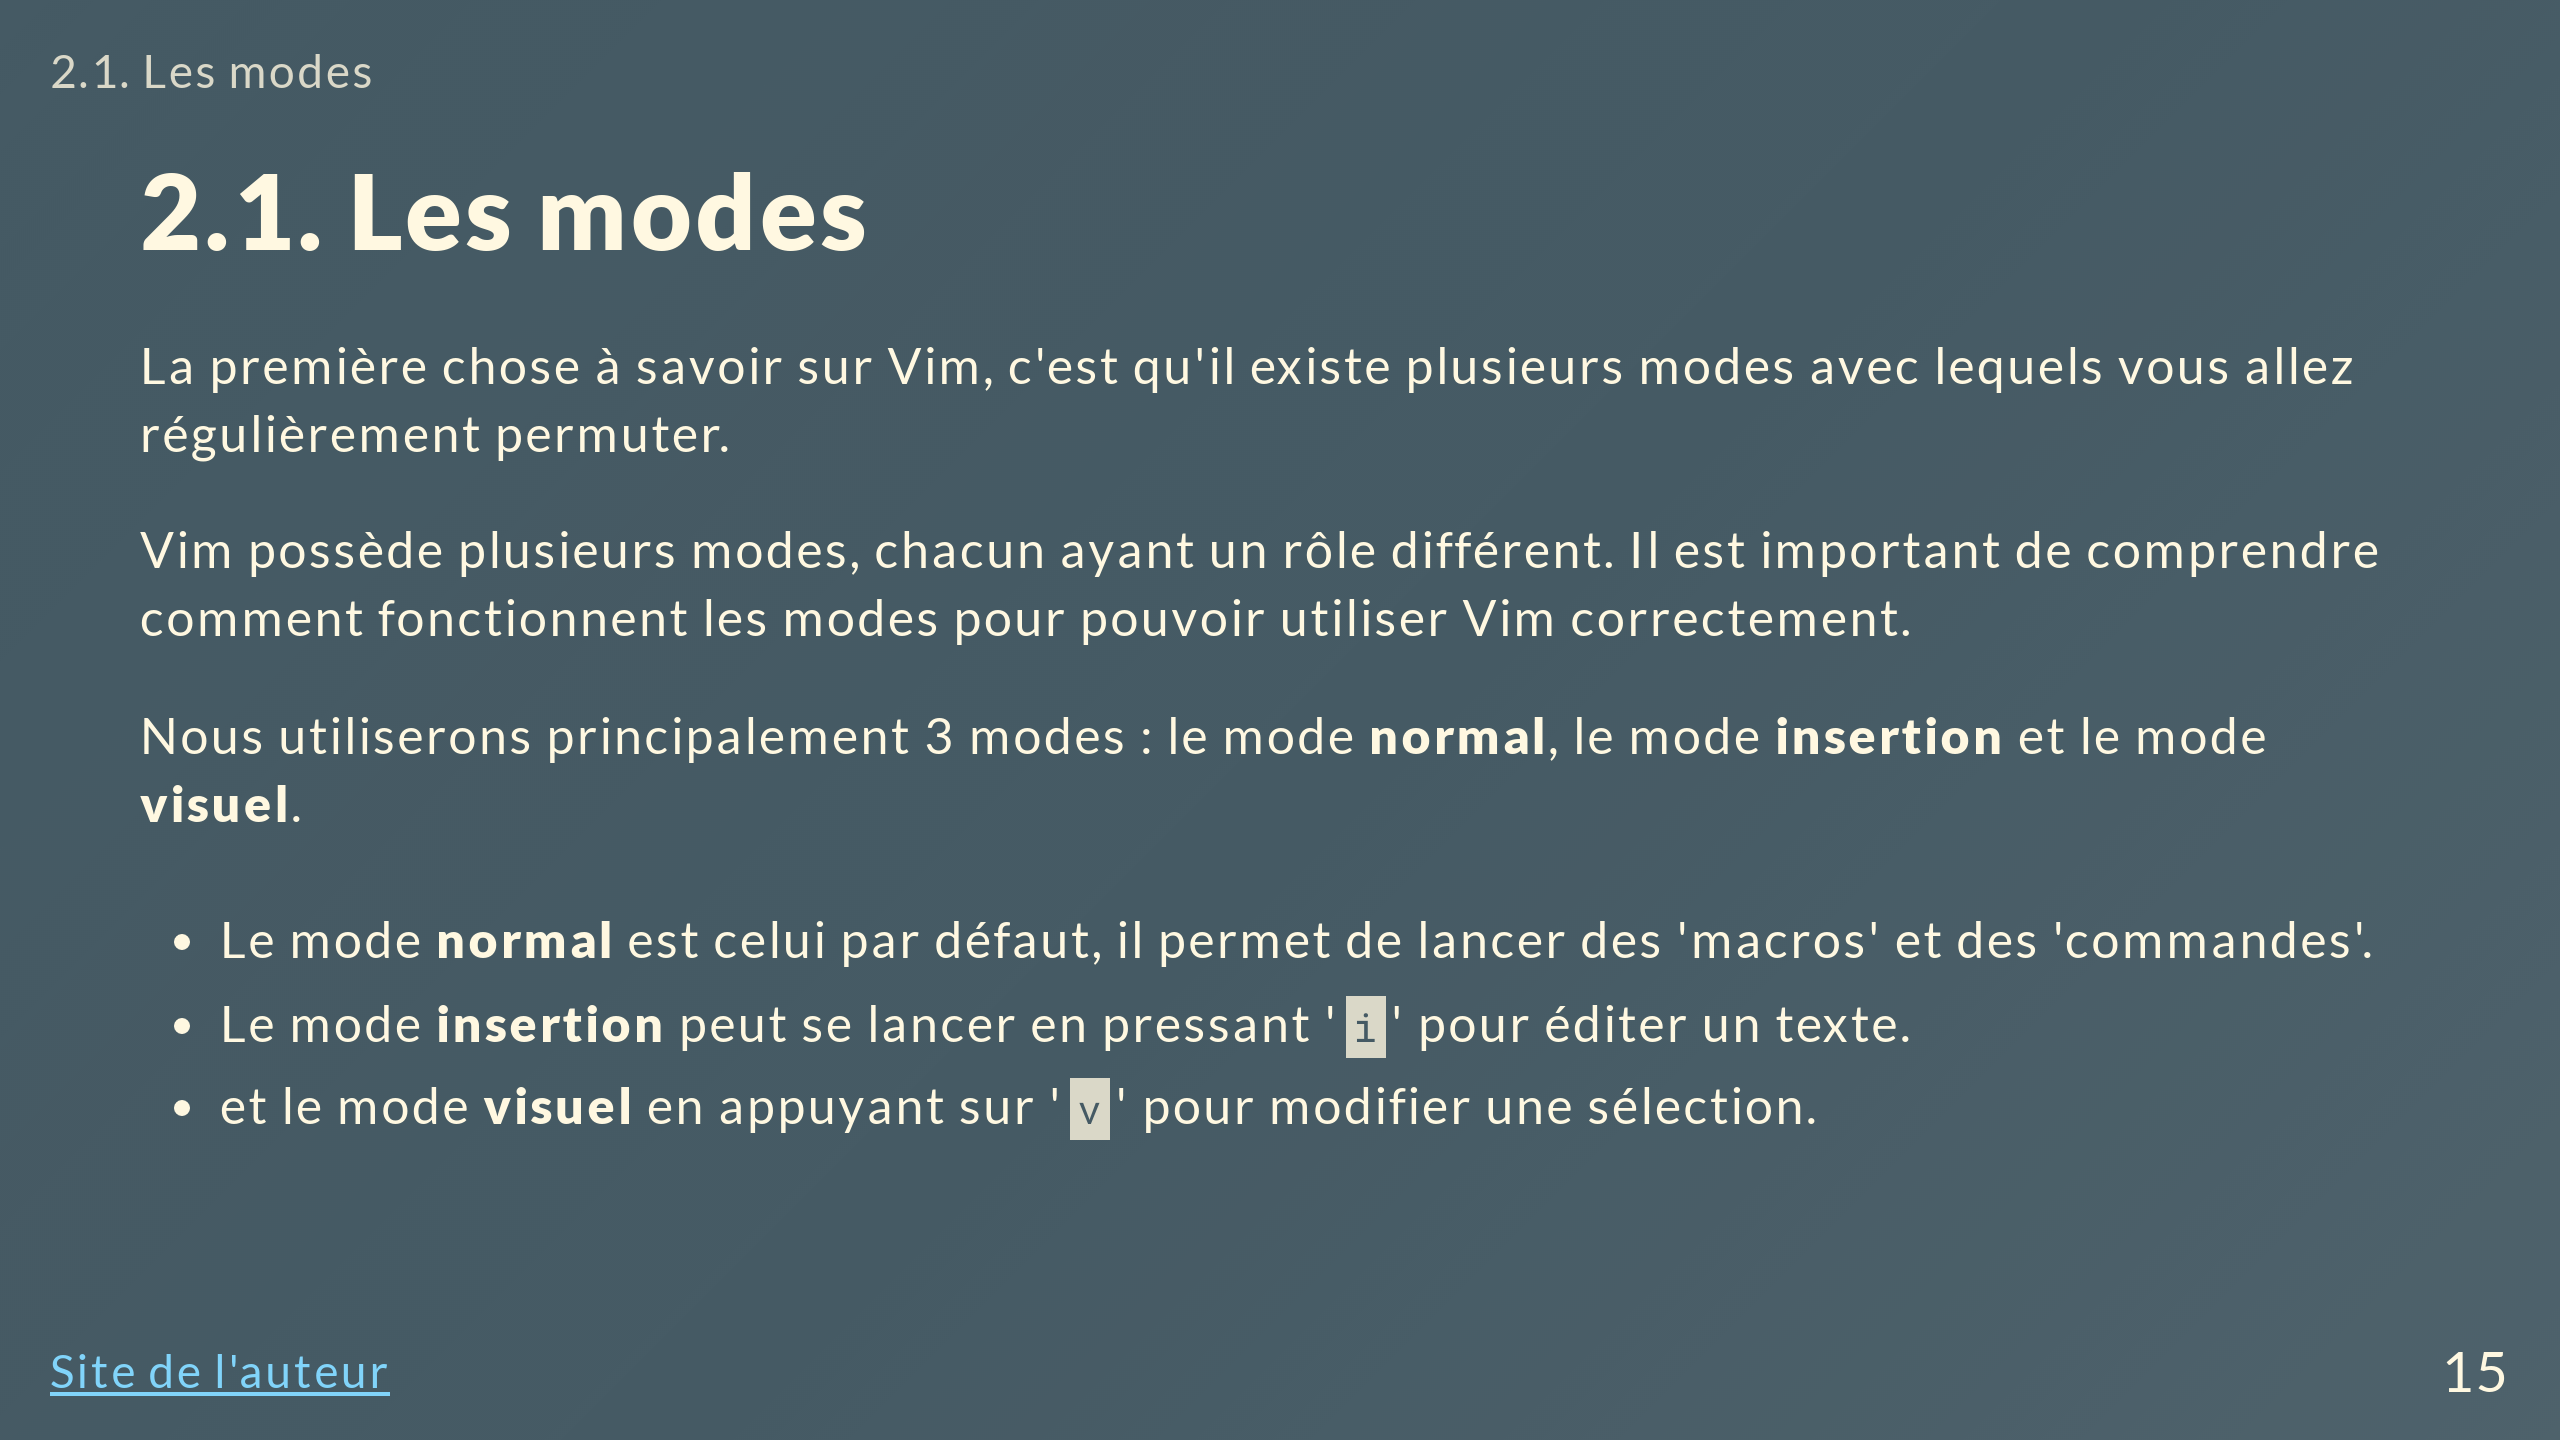 2.1. Les modes
2.1. Les modes
La première chose à savoir sur Vim, c'est qu'il existe plusieurs modes avec lequels vous allez
régulièrement permuter.
Vim possède plusieurs modes, chacun ayant un rôle différent. Il est important de comprendre
comment fonctionnent les modes pour pouvoir utiliser Vim correctement.
Nous utiliserons principalement 3 modes : le mode normal, le mode insertion et le mode
visuel.
• Le mode normal est celui par défaut, il permet de lancer des 'macros' et des 'commandes'.
• Le mode insertion peut se lancer en pressant 'i' pour éditer un texte.
• et le mode visuel en appuyant sur 'v' pour modifier une sélection.
Site de l'auteur
15